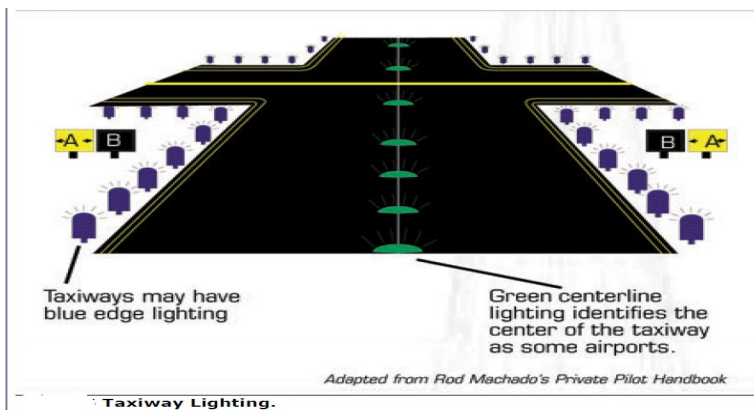 A B
B A
Taxiways may have
blue edge lighting
Green centerline
lighting identifies the
center of the taxiway
as some airports.
Adapted from Rod Machado's Private Pilot Handbook
Taxiway Lighting.